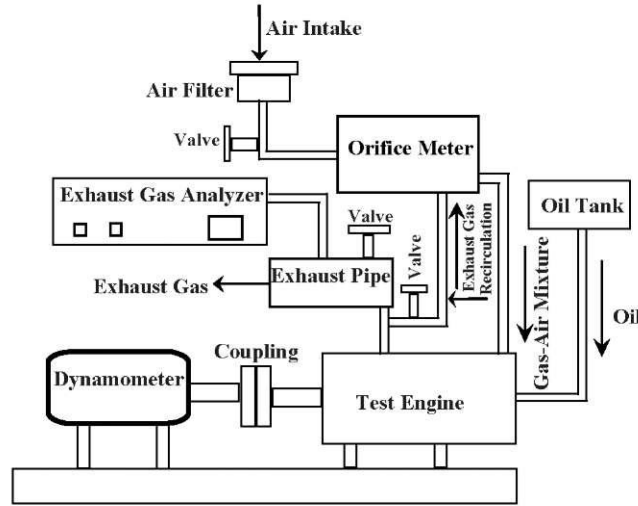 Air Intake
Air Filter
Valve
Orifice Meter
Exhaust Gas Analyzer
Valve
Oil Tank
Exhaust Gas
Exhaust Pipe
Valve
Exhaust Gas
Recirculation
Gas-Air Mixture
Oil
Coupling
Dynamometer
Test Engine